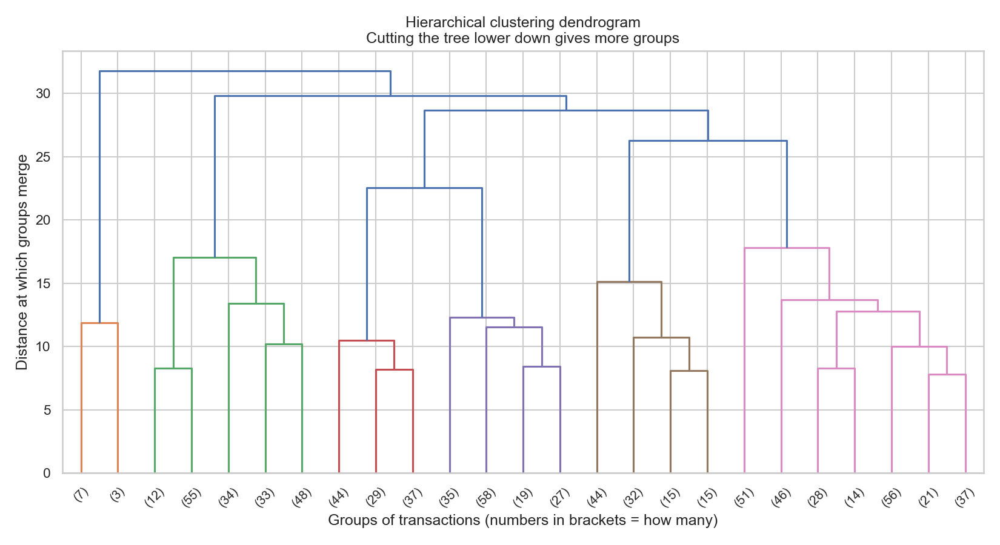 Hierarchical clustering dendrogram
Cutting the tree lower down gives more groups
Distance at which groups merge
30
25
20
15
10
5
0
(7) (3) (12) (55) (34) (33) (48) (44) (29) (37) (35) (58) (19) (27) (44) (32) (15) (15) (51) (46) (28) (14) (56) (21) (37)
Groups of transactions (numbers in brackets = how many)